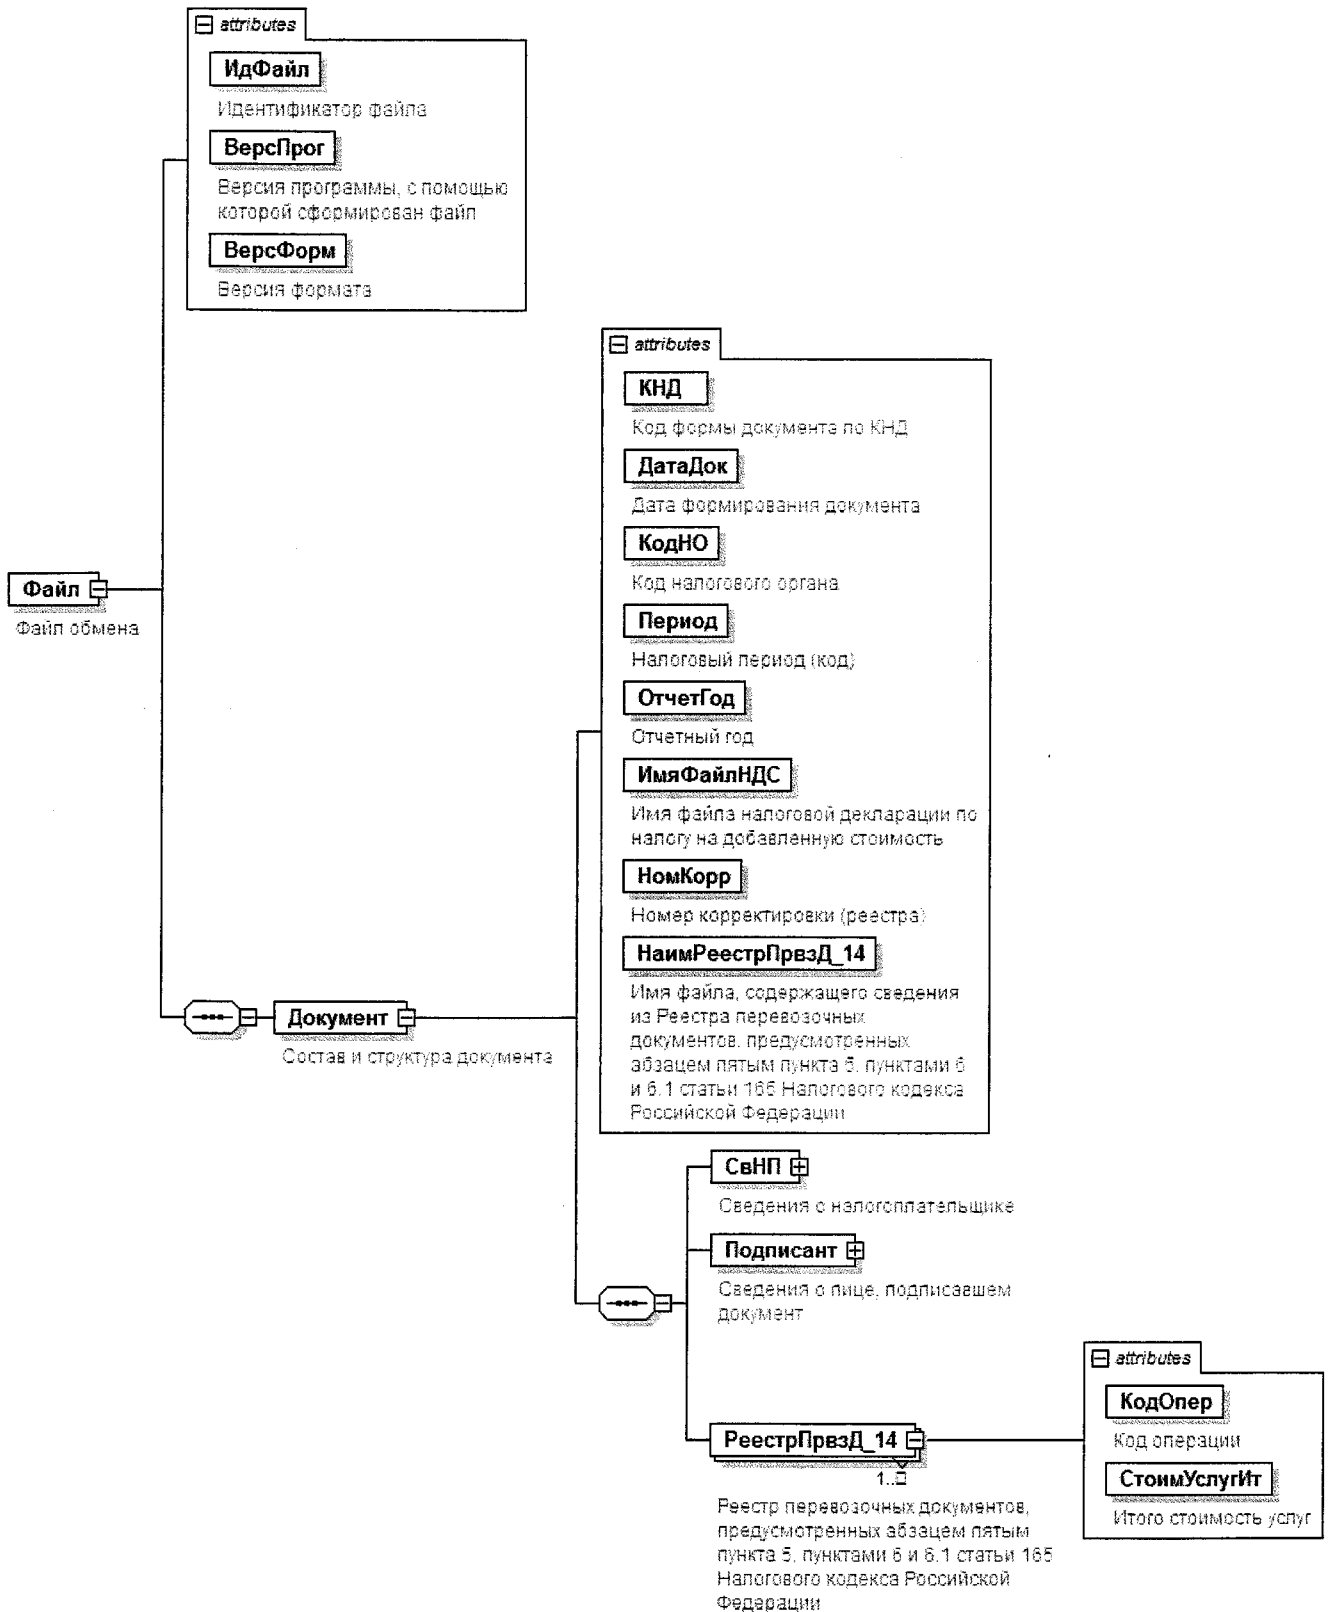 attributes
ИдФайл
Идентификатор файла
ВерсПрог
Версия программы, с помощью
которой сформирован файл
ВерсФорм
Версия формата
Файл
Файл обмена
Документ
Состав и структура документа
attributes
КНД
Код формы документа по КНД
ДатаДок
Дата формирования документа
КодНО
Код налогового органа
Период
Налоговый период (код)
ОтчетГод
Отчетный год
ИмяФайлНДС
Имя файла налоговой декларации по
налогу на добавленную стоимость
НомКорр
Номер корректировки (реестра)
НаимРеестрПрвзД_14
Имя файла, содержащего сведения
из Реестра перевозочных
документов, предусмотренных
абзацем пятым пункта 5, пунктами 6
и 6.1 статьи 165 Налогового кодекса
Российской Федерации
СвНП
Сведения о налогоплательщике
Подписант
Сведения о лице, подписавшем
документ
РеестрПрвзД_14
1..
Реестр перевозочных документов,
предусмотренных абзацем пятым
пункта 5, пунктами 6 и 6.1 статьи 165
Налогового кодекса Российской
Федерации
attributes
КодОпер
Код операции
СтоимУслугИт
Итого стоимость услуг